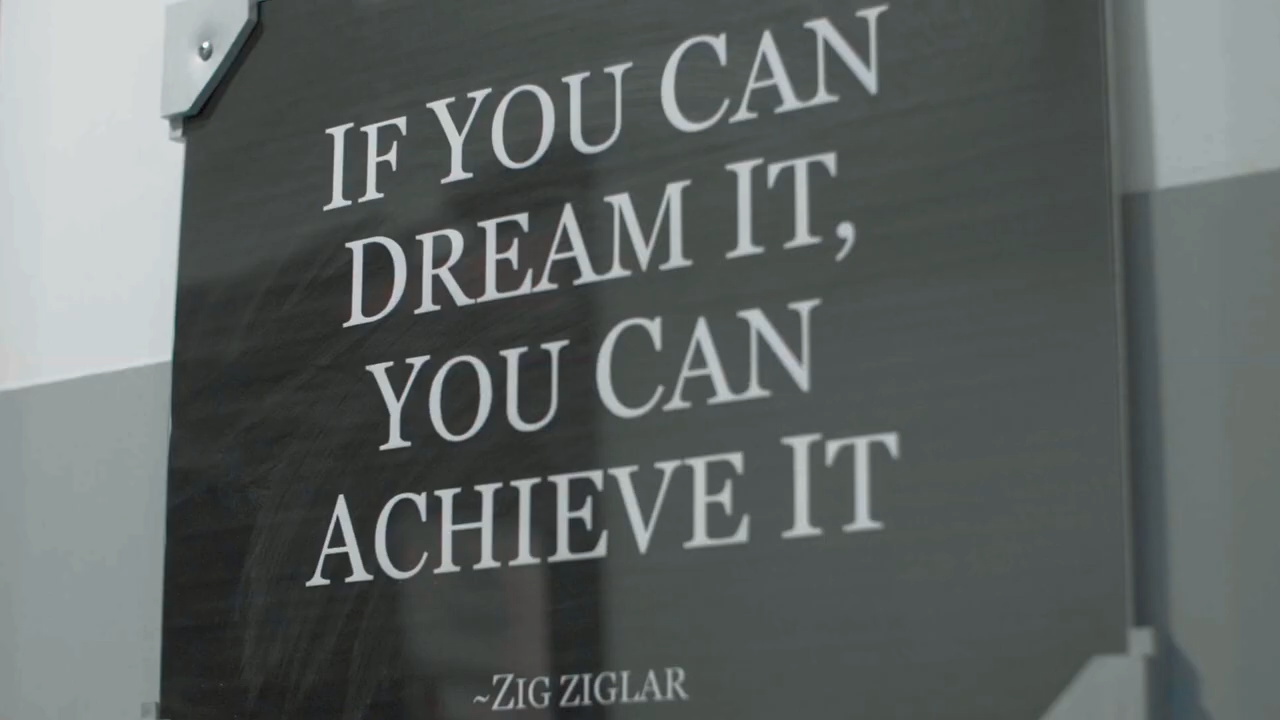 IF YOU CAN
DREAM IT,
YOU CAN
ACHIEVE IT
~ZIG ZIGLAR